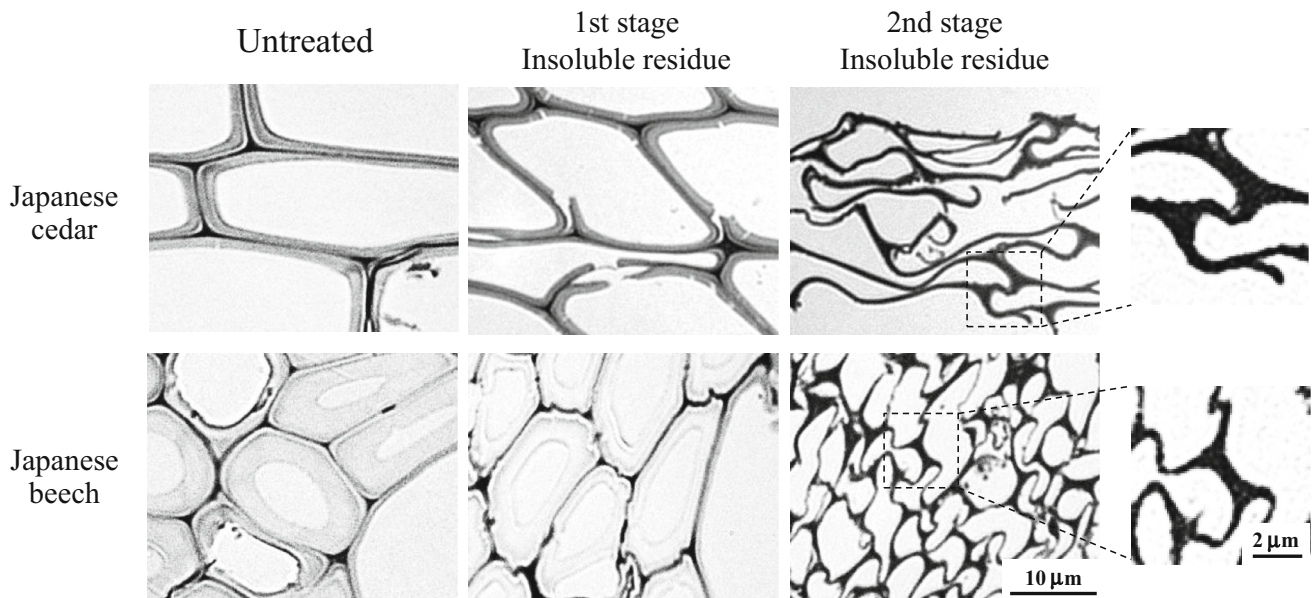 Untreated
1st stage
Insoluble residue
2nd stage
Insoluble residue
Japanese
cedar
Japanese
beech
2 μm
10 μm